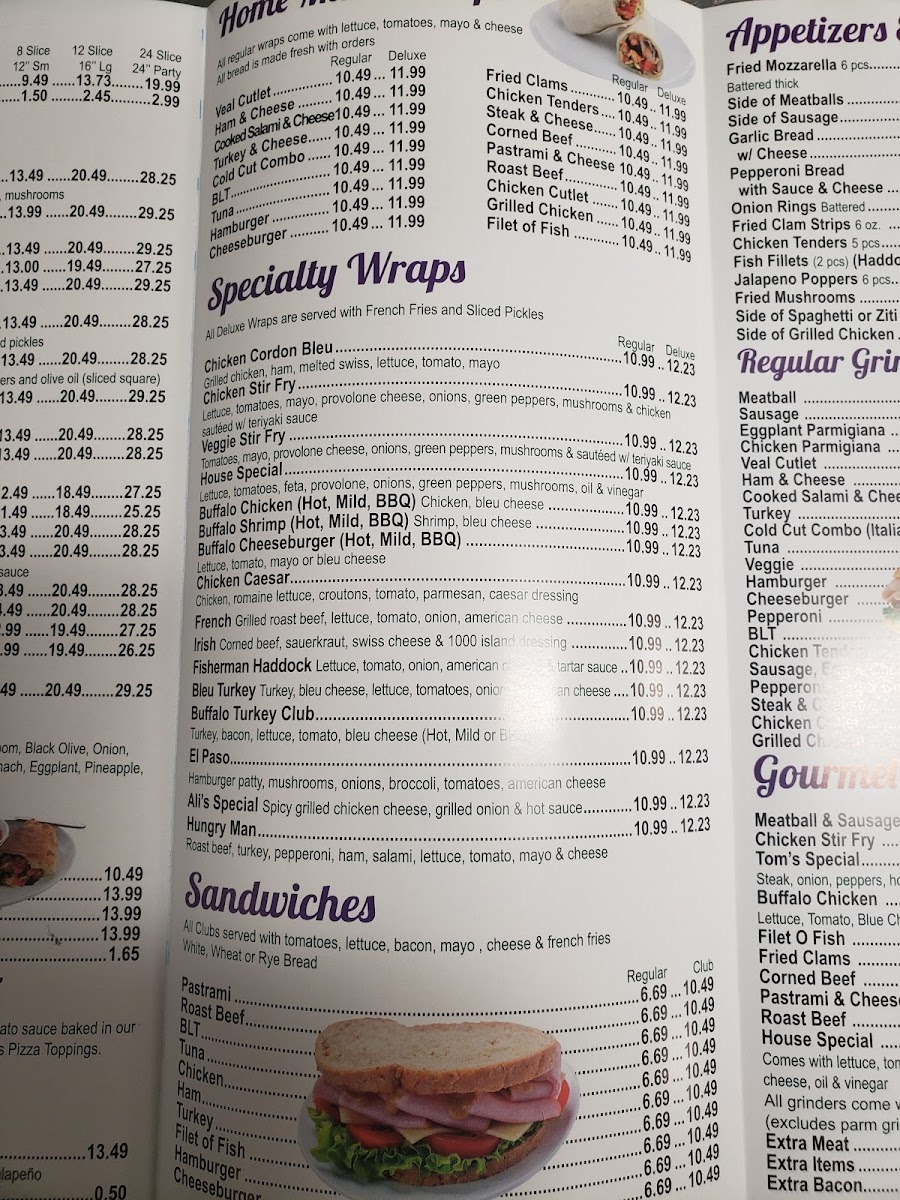 8 Slice 12 Slice 24 Slice
12" Sm 16" Lg 24" Party
9.49 ...... 13.73 ...... 19.99
1.50 ...... 2.45 ...... 2.99
13.49 ...... 20.49 ...... 28.25
, mushrooms
13.99 ...... 20.49 ...... 29.25
13.49 ...... 20.49 ...... 29.25
13.00 ...... 19.49 ...... 27.25
13.49 ...... 20.49 ...... 29.25
13.49 ...... 20.49 ...... 28.25
d pickles
13.49 ...... 20.49 ...... 28.25
ers and olive oil (sliced square)
13.49 ...... 20.49 ...... 29.25
13.49 ...... 20.49 ...... 28.25
3.49 ...... 20.49 ...... 28.25
2.49 ...... 18.49 ...... 27.25
1.49 ...... 18.49 ...... 25.25
3.49 ...... 20.49 ...... 28.25
3.49 ...... 20.49 ...... 28.25
sauce
3.49 ...... 20.49 ...... 28.25
.49 ...... 20.49 ...... 28.25
.99 ...... 19.49 ...... 27.25
.99 ...... 19.49 ...... 26.25
49 ...... 20.49 ...... 29.25
oom, Black Olive, Onion,
nach, Eggplant, Pineapple,
10.49
13.99
13.99
13.99
1.65
ato sauce baked in our
s Pizza Toppings.
13.49
alapeño
0.50
Home
All regular wraps come with lettuce, tomatoes, mayo & cheese
All bread is made fresh with orders
Regular Deluxe
Veal Cutlet ...... 10.49 ... 11.99
Ham & Cheese ...... 10.49 ... 11.99
Cooked Salami & Cheese 10.49 ... 11.99
Turkey & Cheese ...... 10.49 ... 11.99
Cold Cut Combo ...... 10.49 ... 11.99
BLT ...... 10.49 ... 11.99
Tuna ...... 10.49 ... 11.99
Hamburger ...... 10.49 ... 11.99
Cheeseburger ...... 10.49 ... 11.99
Regular Deluxe
Fried Clams ...... 10.49 .. 11.99
Chicken Tenders .... 10.49 .. 11.99
Steak & Cheese ..... 10.49 .. 11.99
Corned Beef ...... 10.49 .. 11.99
Pastrami & Cheese 10.49 .. 11.99
Roast Beef ...... 10.49 .. 11.99
Chicken Cutlet ...... 10.49 .. 11.99
Grilled Chicken .... 10.49 .. 11.99
Filet of Fish ...... 10.49 .. 11.99
Specialty Wraps
All Deluxe Wraps are served with French Fries and Sliced Pickles
Regular Deluxe
Chicken Cordon Bleu ...... 10.99 .. 12.23
Grilled chicken, ham, melted swiss, lettuce, tomato, mayo
Chicken Stir Fry ...... 10.99 .. 12.23
Lettuce, tomatoes, mayo, provolone cheese, onions, green peppers, mushrooms & chicken
sautéed w/ teriyaki sauce
Veggie Stir Fry ...... 10.99 .. 12.23
Tomatoes, mayo, provolone cheese, onions, green peppers, mushrooms & sautéed w/ teriyaki sauce
House Special ...... 10.99 .. 12.23
Lettuce, tomatoes, feta, provolone, onions, green peppers, mushrooms, oil & vinegar
Buffalo Chicken (Hot, Mild, BBQ) Chicken, bleu cheese ...... 10.99 .. 12.23
Buffalo Shrimp (Hot, Mild, BBQ) Shrimp, bleu cheese ...... 10.99 .. 12.23
Buffalo Cheeseburger (Hot, Mild, BBQ) ...... 10.99 .. 12.23
Lettuce, tomato, mayo or bleu cheese
Chicken Caesar ...... 10.99 .. 12.23
Chicken, romaine lettuce, croutons, tomato, parmesan, caesar dressing
French Grilled roast beef, lettuce, tomato, onion, american cheese ...... 10.99 .. 12.23
Irish Corned beef, sauerkraut, swiss cheese & 1000 island dressing ...... 10.99 .. 12.23
Fisherman Haddock Lettuce, tomato, onion, american & tartar sauce .. 10.99 .. 12.23
Bleu Turkey Turkey, bleu cheese, lettuce, tomatoes, cheese .... 10.99 .. 12.23
Buffalo Turkey Club ...... 10.99 .. 12.23
Turkey, bacon, lettuce, tomato, bleu cheese (Hot, Mild or
El Paso ...... 10.99 .. 12.23
Hamburger patty, mushrooms, onions, broccoli, tomatoes, american cheese
Ali's Special Spicy grilled chicken cheese, grilled onion & hot sauce ...... 10.99 .. 12.23
Hungry Man ...... 10.99 .. 12.23
Roast beef, turkey, pepperoni, ham, salami, lettuce, tomato, mayo & cheese
Sandwiches
All Clubs served with tomatoes, lettuce, bacon, mayo , cheese & french fries
White, Wheat or Rye Bread
Regular Club
Pastrami ...... 6.69 ... 10.49
Roast Beef ...... 6.69 ... 10.49
BLT ...... 6.69 ... 10.49
Tuna ...... 6.69 ... 10.49
Chicken ...... 6.69 ... 10.49
Ham ...... 6.69 ... 10.49
Turkey ...... 6.69 ... 10.49
Filet of Fish ...... 6.69 ... 10.49
Hamburger ...... 6.69 ... 10.49
Cheeseburger ...... 6.69 ... 10.49
Appetizers
Fried Mozzarella 6 pcs.
Battered thick
Side of Meatballs
Side of Sausage
Garlic Bread
w/ Cheese
Pepperoni Bread
with Sauce & Cheese
Onion Rings Battered
Fried Clam Strips 6 oz.
Chicken Tenders 5 pcs.
Fish Fillets (2 pcs) (Haddo
Jalapeno Poppers 6 pcs.
Fried Mushrooms
Side of Spaghetti or Ziti
Side of Grilled Chicken
Regular Grin
Meatball
Sausage
Eggplant Parmigiana
Chicken Parmigiana
Veal Cutlet
Ham & Cheese
Cooked Salami & Chee
Turkey
Cold Cut Combo (Italia
Tuna
Veggie
Hamburger
Cheeseburger
Pepperoni
BLT
Chicken Tend
Sausage,
Pepperon
Steak &
Chicken
Grilled
Gourmet
Meatball & Sausage
Chicken Stir Fry
Tom's Special
Steak, onion, peppers, ho
Buffalo Chicken
Lettuce, Tomato, Blue Ch
Filet O Fish
Fried Clams
Corned Beef
Pastrami & Cheese
Roast Beef
House Special
Comes with lettuce, tom
cheese, oil & vinegar
All grinders come w
(excludes parm gri
Extra Meat
Extra Items
Extra Bacon